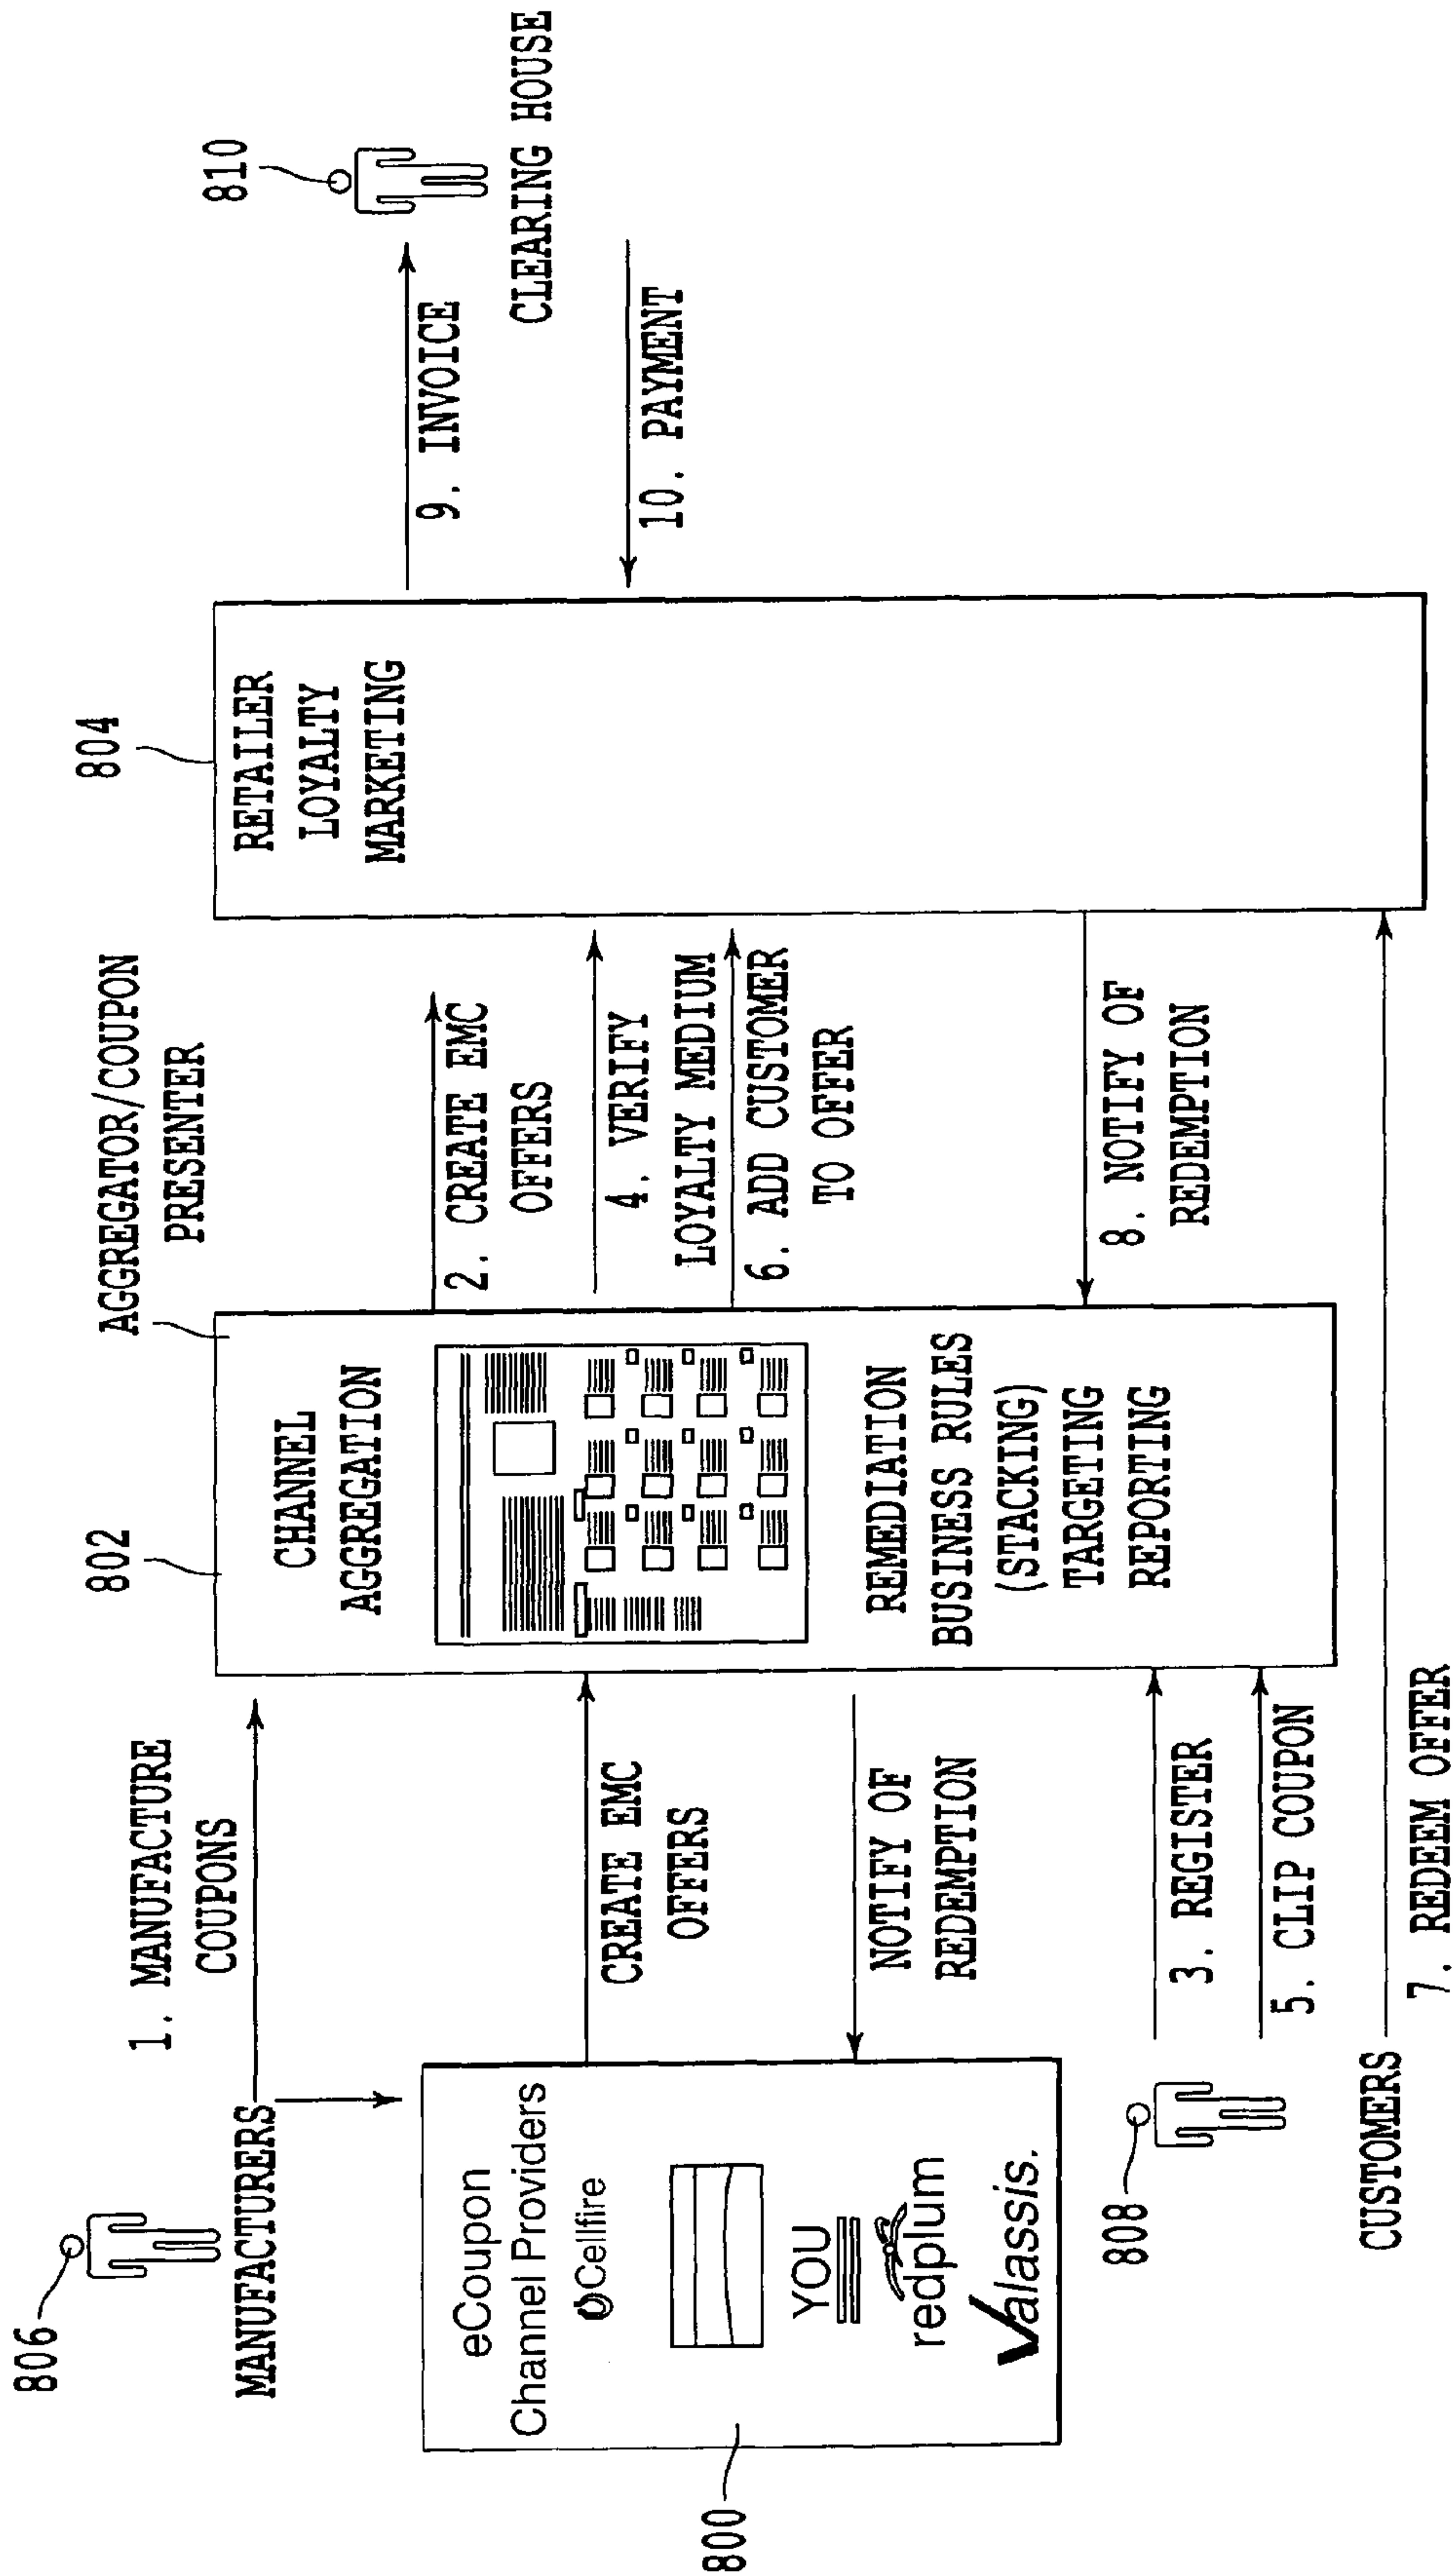 806
MANUFACTURERS
1. MANUFACTURE
COUPONS
800
eCoupon
Channel Providers
Cellfire
YOU
redplum
Valassis.
CREATE EMC
OFFERS
NOTIFY OF
REDEMPTION
808
CUSTOMERS
3. REGISTER
5. CLIP COUPON
7. REDEEM OFFER
802
AGGREGATOR/COUPON
PRESENTER
CHANNEL
AGGREGATION
REMEDIATION
BUSINESS RULES
(STACKING)
TARGETING
REPORTING
2. CREATE EMC
OFFERS
4. VERIFY
LOYALTY MEDIUM
6. ADD CUSTOMER
TO OFFER
8. NOTIFY OF
REDEMPTION
804
RETAILER
LOYALTY
MARKETING
9. INVOICE
10. PAYMENT
810
CLEARING HOUSE